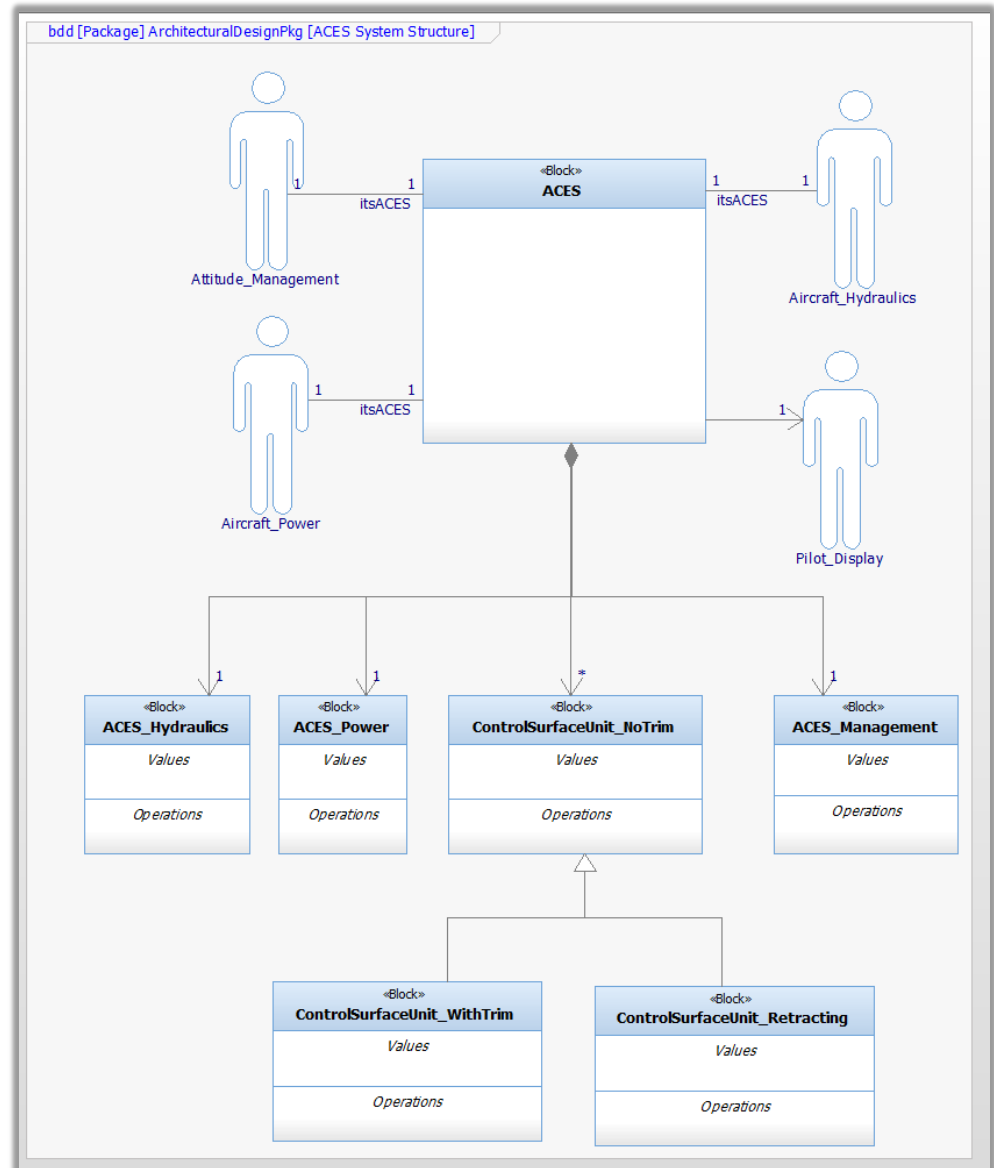 bdd [Package] ArchitecturalDesignPkg [ACES System Structure]
«Block»
ACES
1
1
itsACES
Attitude_Management
1
1
itsACES
Aircraft_Hydraulics
1
1
itsACES
Aircraft_Power
1
Pilot_Display
1
1
*
1
«Block»
ACES_Hydraulics
Values
Operations
«Block»
ACES_Power
Values
Operations
«Block»
ControlSurfaceUnit_NoTrim
Values
Operations
«Block»
ACES_Management
Values
Operations
«Block»
ControlSurfaceUnit_WithTrim
Values
Operations
«Block»
ControlSurfaceUnit_Retracting
Values
Operations